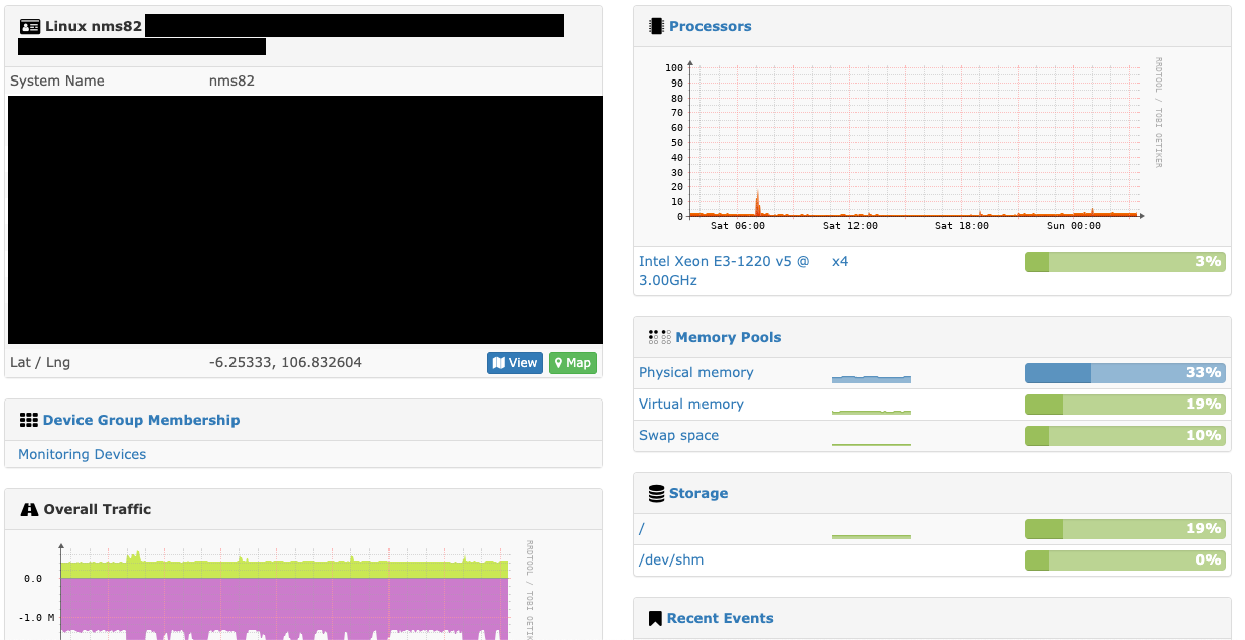 Linux nms82
System Name nms82
Lat / Lng -6.25333, 106.832604 View Map
Device Group Membership
Monitoring Devices
Overall Traffic
0.0
-1.0 M
RRDTOOL / TOBI OETIKER
Processors
100
90
80
70
60
50
40
30
20
10
0
Sat 06:00 Sat 12:00 Sat 18:00 Sun 00:00
RRDTOOL / TOBI OETIKER
Intel Xeon E3-1220 v5 @ x4 3%
3.00GHz
Memory Pools
Physical memory 33%
Virtual memory 19%
Swap space 10%
Storage
/ 19%
/dev/shm 0%
Recent Events